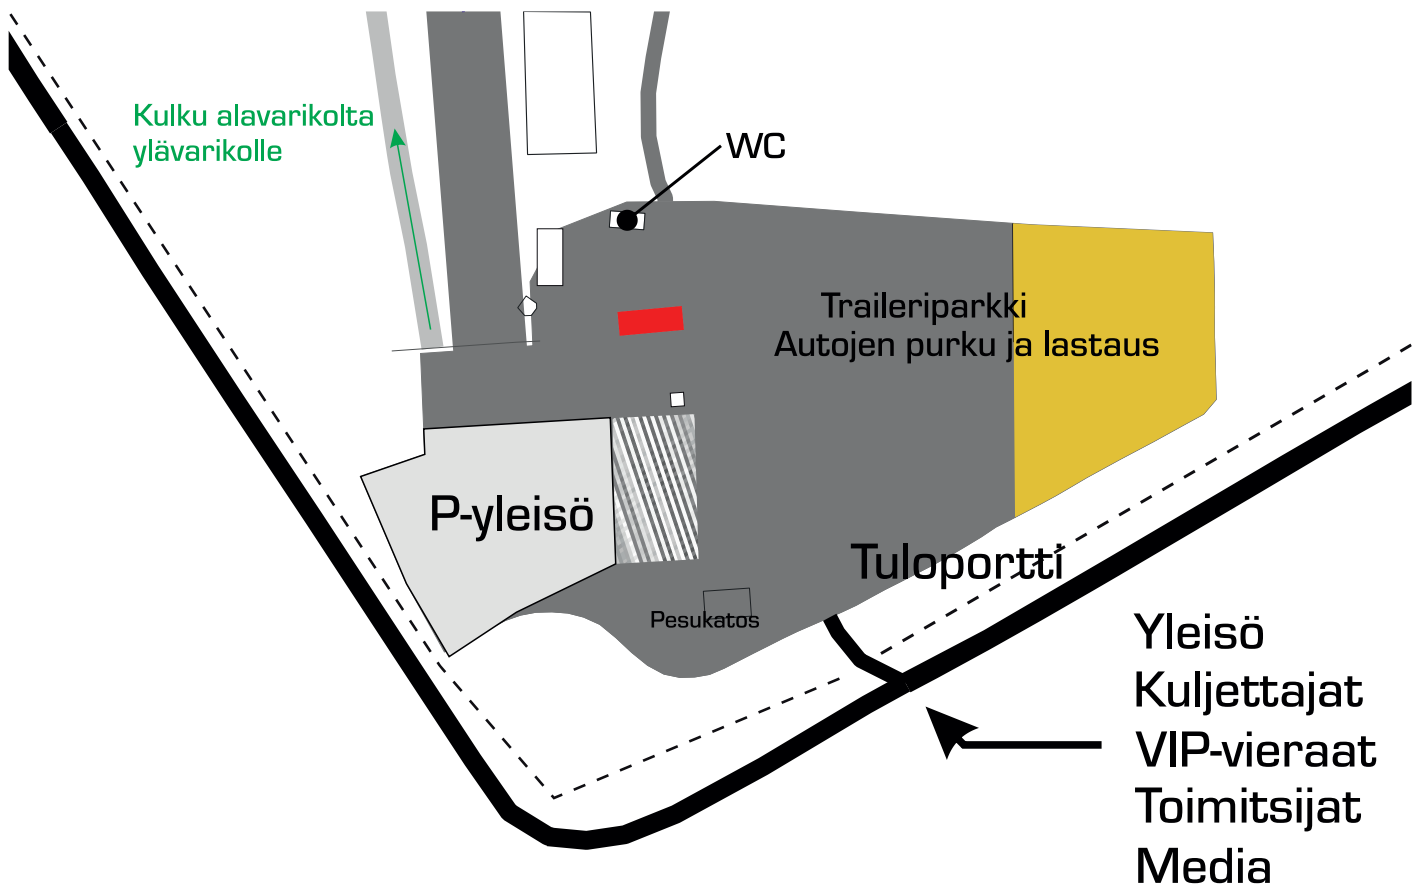 Kulku alavarikolta
ylävarikolle
WC
Traileriparkki
Autojen purku ja lastaus
P-yleisö
Tuloportti
Pesukatos
Yleisö
Kuljettajat
VIP-vieraat
Toimitsijat
Media